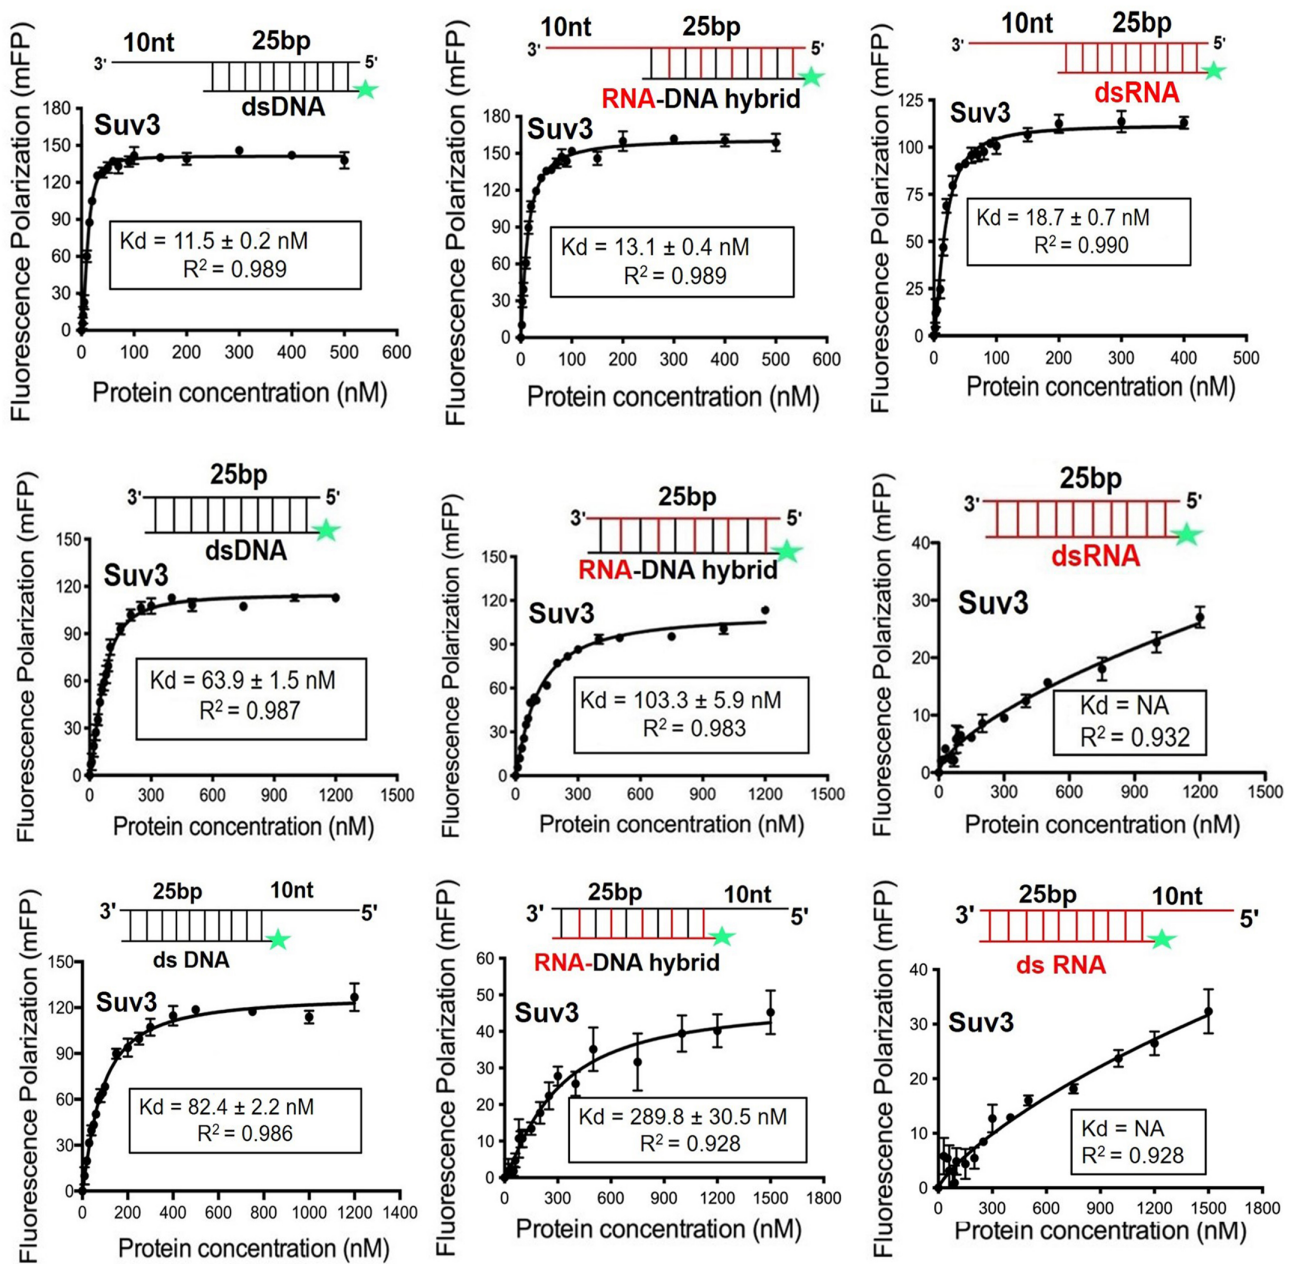 10nt 25bp
3' 5'
dsDNA
Suv3
Fluorescence Polarization (mFP)
180
150
120
90
60
30
0
Kd = 11.5 ± 0.2 nM
R² = 0.989
0 100 200 300 400 500 600
Protein concentration (nM)
10nt 25bp
3' 5'
RNA-DNA hybrid
Suv3
Fluorescence Polarization (mFP)
180
150
120
90
60
30
0
Kd = 13.1 ± 0.4 nM
R² = 0.989
0 100 200 300 400 500 600
Protein concentration (nM)
10nt 25bp
3' 5'
dsRNA
Suv3
Fluorescence Polarization (mFP)
125
100
75
50
25
0
Kd = 18.7 ± 0.7 nM
R² = 0.990
0 100 200 300 400 500
Protein concentration (nM)
25bp
3' 5'
dsDNA
Suv3
Fluorescence Polarization (mFP)
150
120
90
60
30
0
Kd = 63.9 ± 1.5 nM
R² = 0.987
0 300 600 900 1200 1500
Protein concentration (nM)
25bp
3' 5'
RNA-DNA hybrid
Suv3
Fluorescence Polarization (mFP)
150
120
90
60
30
0
Kd = 103.3 ± 5.9 nM
R² = 0.983
0 300 600 900 1200 1500
Protein concentration (nM)
25bp
3' 5'
dsRNA
Suv3
Fluorescence Polarization (mFP)
40
30
20
10
0
Kd = NA
R² = 0.932
0 300 600 900 1200 1500
Protein concentration (nM)
25bp 10nt
3' 5'
ds DNA
Suv3
Fluorescence Polarization (mFP)
150
120
90
60
30
0
Kd = 82.4 ± 2.2 nM
R² = 0.986
0 200 400 600 800 1000 1200 1400
Protein concentration (nM)
25bp 10nt
3' 5'
RNA-DNA hybrid
Suv3
Fluorescence Polarization (mFP)
60
50
40
30
20
10
0
Kd = 289.8 ± 30.5 nM
R² = 0.928
0 300 600 900 1200 1500 1800
Protein concentration (nM)
25bp 10nt
3' 5'
ds RNA
Suv3
Fluorescence Polarization (mFP)
40
30
20
10
0
Kd = NA
R² = 0.928
0 300 600 900 1200 1500 1800
Protein concentration (nM)